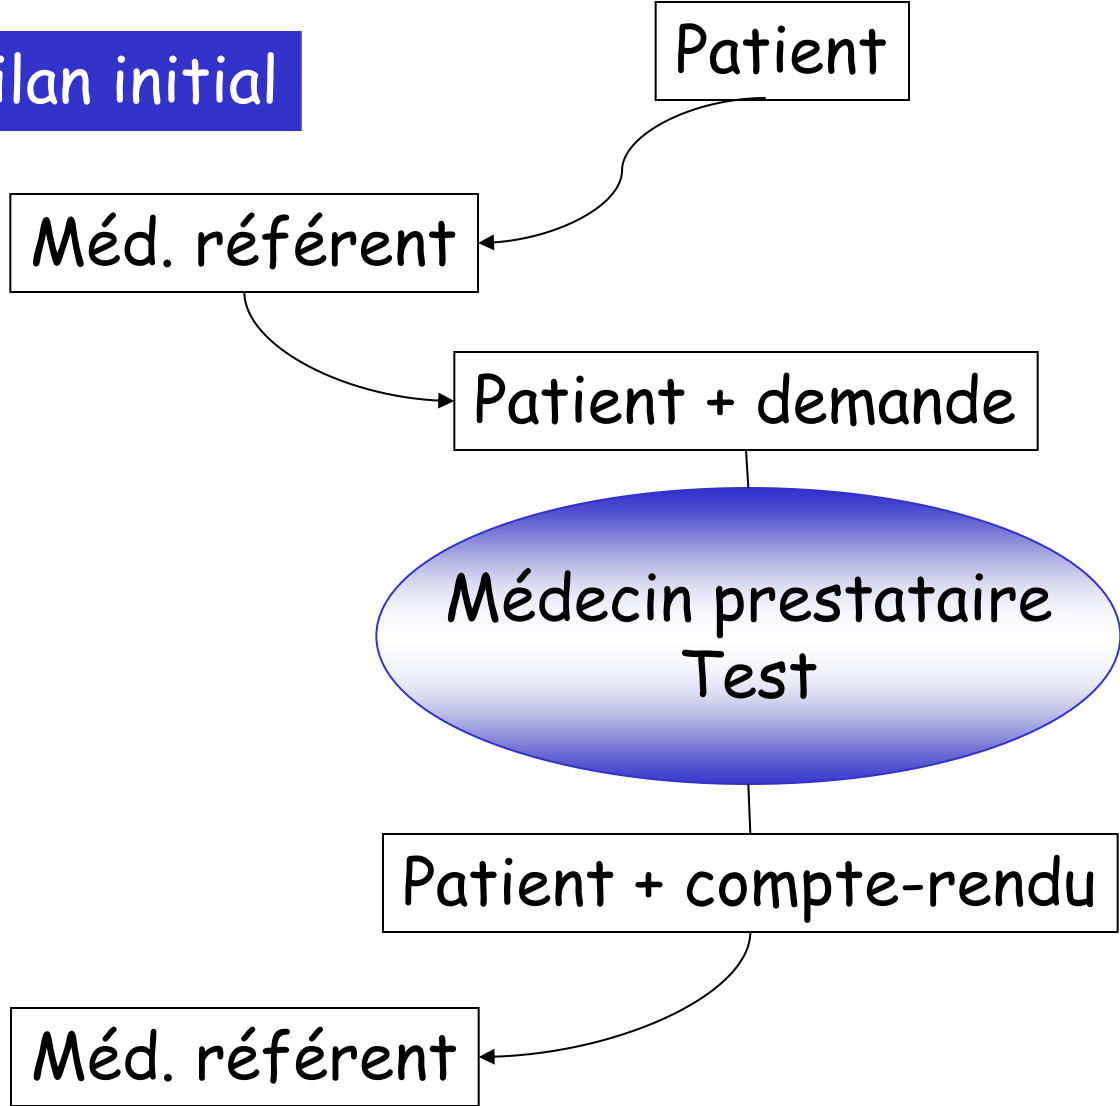 Patient
ilan initial
Méd. référent
Patient + demande
Médecin prestataire
Test
Patient + compte-rendu
Méd. référent